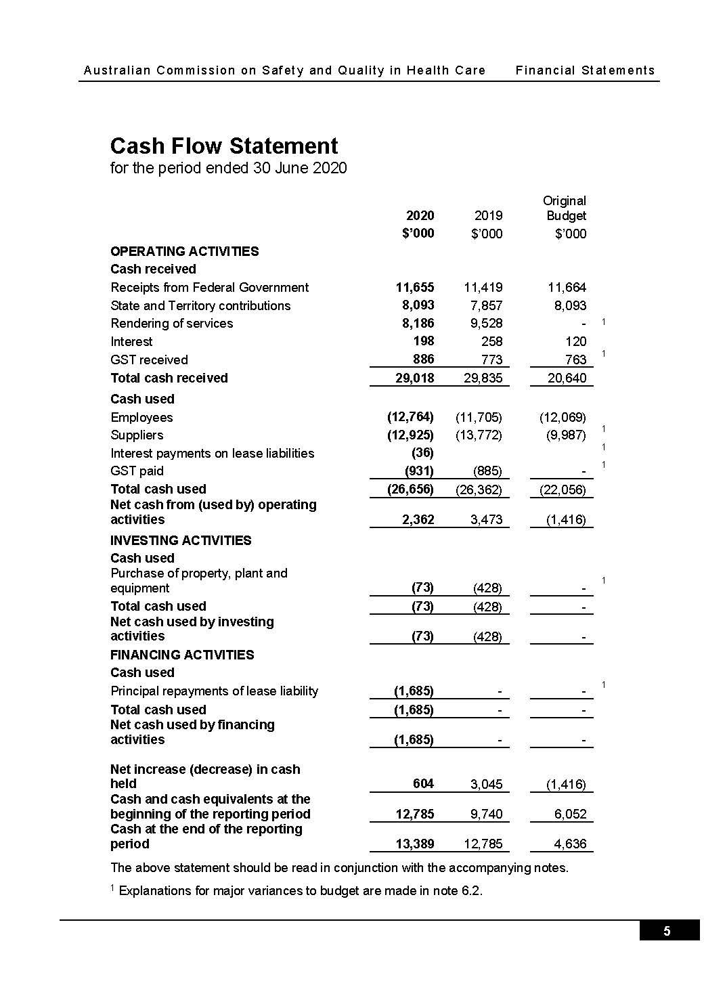 Australian Commission on Safety and Quality in Health Care Financial Statements
Cash Flow Statement
for the period ended 30 June 2020
Original
2020 2019 Budget
$’000 $’000 $’000
OPERATING ACTIVITIES
Cash received
Receipts from Federal Government 11,655 11,419 11,664
State and Territory contributions 8,093 7,857 8,093
Rendering of services 8,186 9,528 - 1
Interest 198 258 120
GST received 886 773 763 1
Total cash received 29,018 29,835 20,640
Cash used
Employees (12,764) (11,705) (12,069)
Suppliers (12,925) (13,772) (9,987) 1
Interest payments on lease liabilities (36) 1
GST paid (931) (885) - 1
Total cash used (26,656) (26,362) (22,056)
Net cash from (used by) operating
activities 2,362 3,473 (1,416)
INVESTING ACTIVITIES
Cash used
Purchase of property, plant and
equipment (73) (428) - 1
Total cash used (73) (428) -
Net cash used by investing
activities (73) (428) -
FINANCING ACTIVITIES
Cash used
Principal repayments of lease liability (1,685) - - 1
Total cash used (1,685) - -
Net cash used by financing
activities (1,685) - -
Net increase (decrease) in cash
held 604 3,045 (1,416)
Cash and cash equivalents at the
beginning of the reporting period 12,785 9,740 6,052
Cash at the end of the reporting
period 13,389 12,785 4,636
The above statement should be read in conjunction with the accompanying notes.
1 Explanations for major variances to budget are made in note 6.2.
5